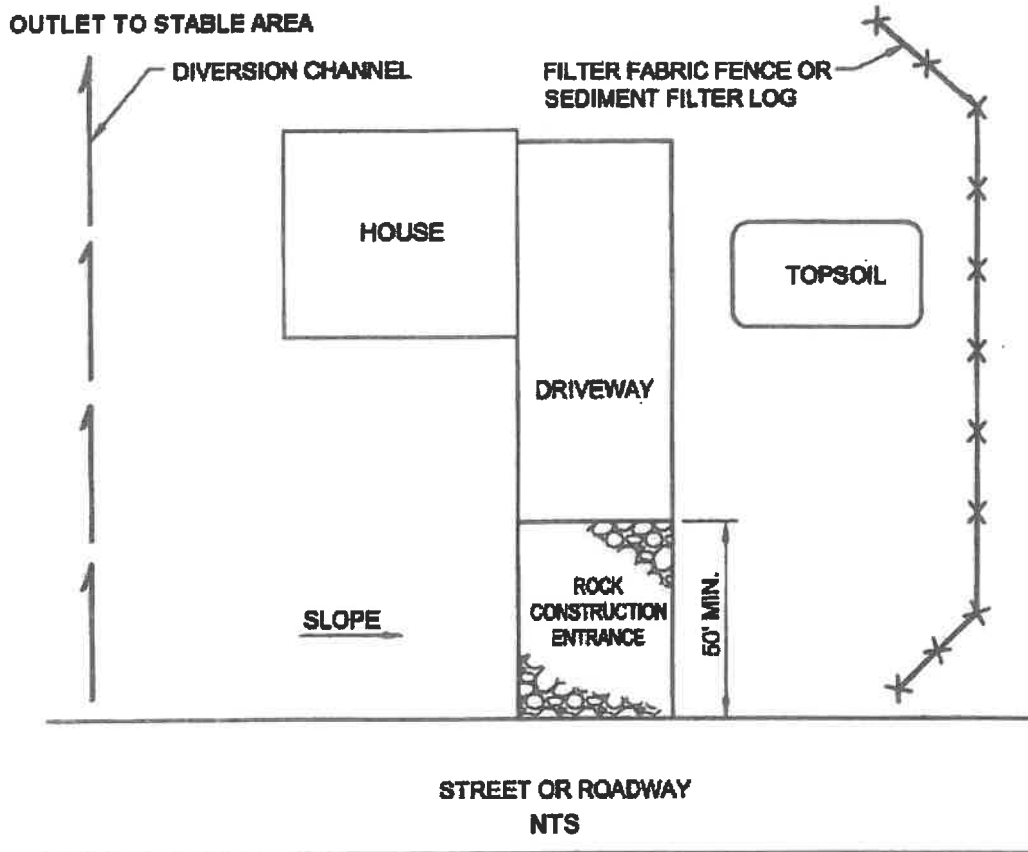 OUTLET TO STABLE AREA
DIVERSION CHANNEL
FILTER FABRIC FENCE OR
SEDIMENT FILTER LOG
HOUSE
TOPSOIL
DRIVEWAY
ROCK
CONSTRUCTION
ENTRANCE
50' MIN.
SLOPE
STREET OR ROADWAY
NTS